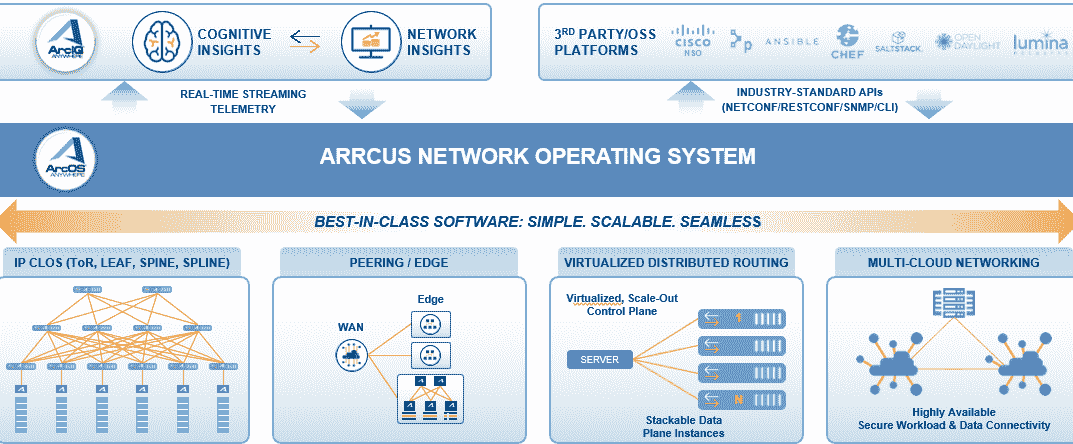 ArcIQ
ANYWHERE
COGNITIVE
INSIGHTS
NETWORK
INSIGHTS
3RD PARTY/OSS
PLATFORMS
CISCO
NSO
p
ANSIBLE
CHEF
SALTSTACK
OPEN
DAYLIGHT
lumina
NETWORKS
REAL-TIME STREAMING
TELEMETRY
INDUSTRY-STANDARD APIs
(NETCONF/RESTCONF/SNMP/CLI)
ArcOS
ANYWHERE
ARRCUS NETWORK OPERATING SYSTEM
BEST-IN-CLASS SOFTWARE: SIMPLE. SCALABLE. SEAMLESS
IP CLOS (ToR, LEAF, SPINE, SPLINE)
PEERING / EDGE
Edge
WAN
VIRTUALIZED DISTRIBUTED ROUTING
Virtualized, Scale-Out
Control Plane
SERVER
1
N
Stackable Data
Plane Instances
MULTI-CLOUD NETWORKING
Highly Available
Secure Workload & Data Connectivity